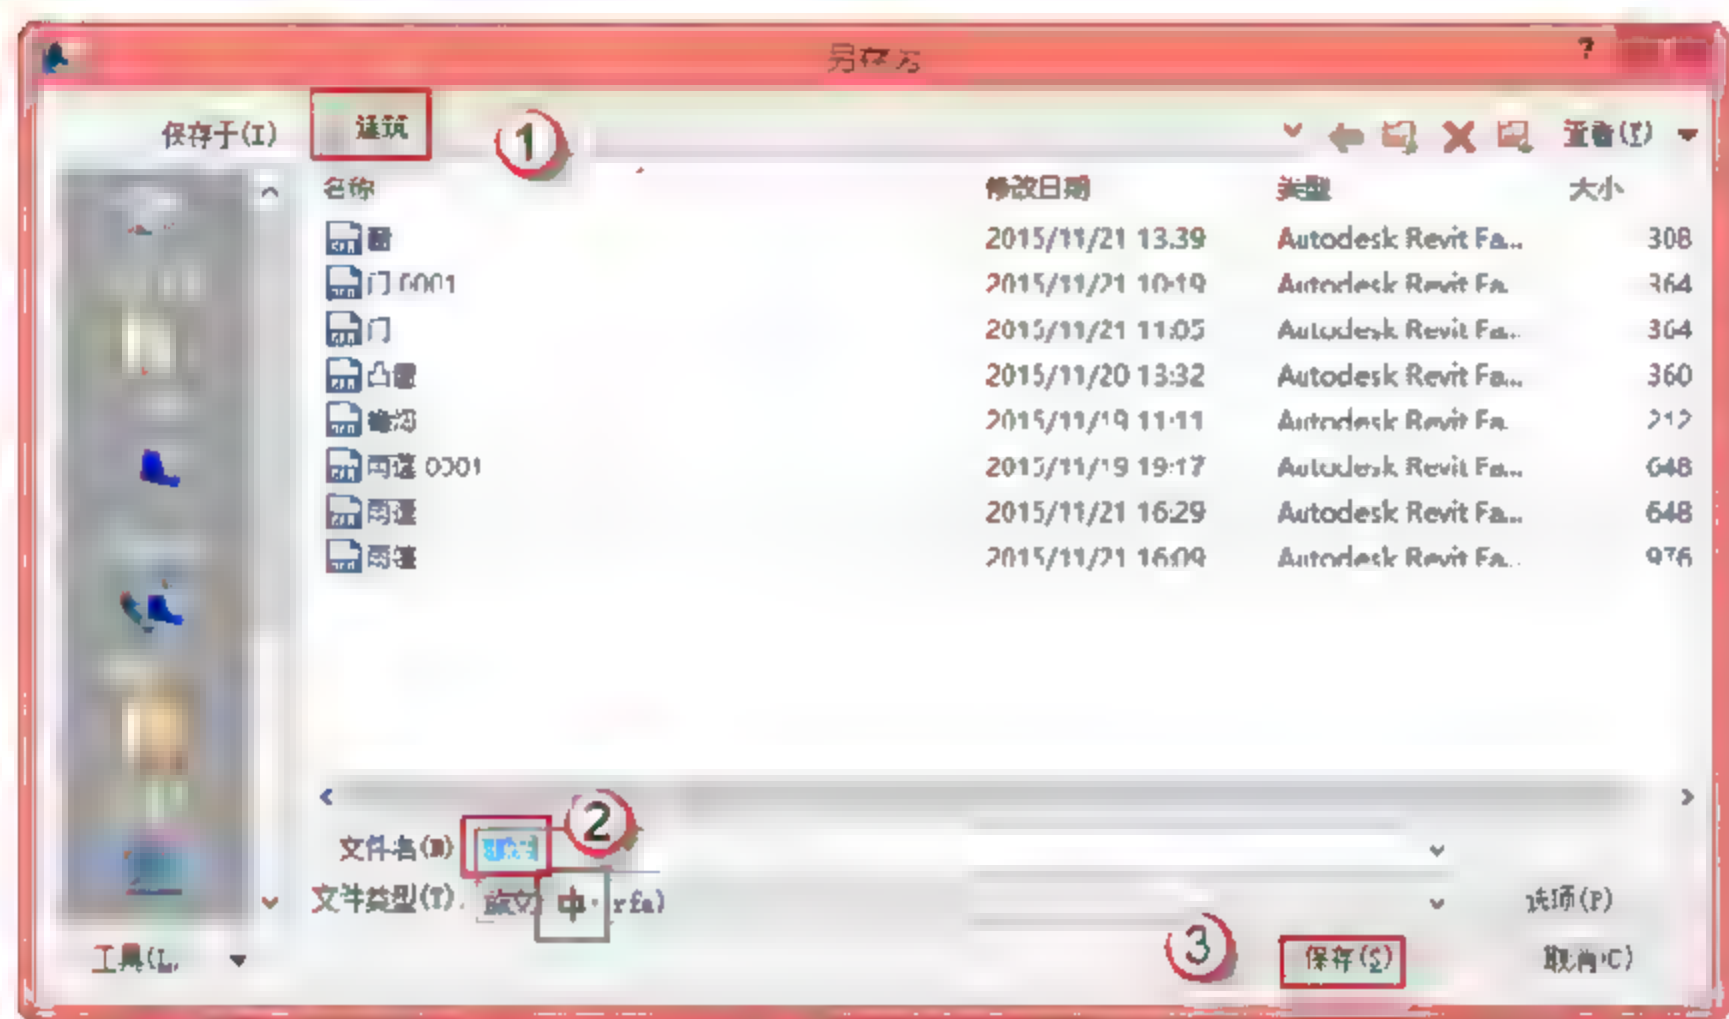 另存为 ?
保存于(I) 建筑 ① 查看(V)
名称 修改日期 类型 大小
窗 2015/11/21 13:39 Autodesk Revit Fa... 308
门 0001 2015/11/21 10:19 Autodesk Revit Fa... 364
门 2015/11/21 11:05 Autodesk Revit Fa... 364
凸窗 2015/11/20 13:32 Autodesk Revit Fa... 360
2015/11/19 11:11 Autodesk Revit Fa... 212
雨篷 0001 2015/11/19 19:17 Autodesk Revit Fa... 648
雨篷 2015/11/21 16:29 Autodesk Revit Fa... 648
雨篷 2015/11/21 16:09 Autodesk Revit Fa... 976
文件名(N) ②
文件类型(T): 族文 中 rfa) 选项(P)
工具(L) ③ 保存(S) 取消(C)